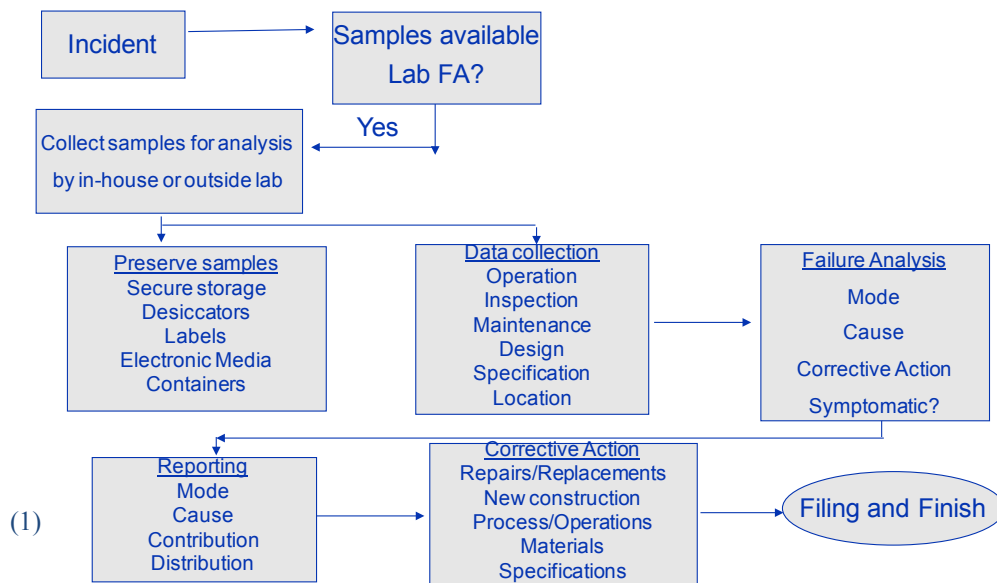 Incident
Samples available
Lab FA?
Yes
Collect samples for analysis
by in-house or outside lab
Preserve samples
Secure storage
Desiccators
Labels
Electronic Media
Containers
Data collection
Operation
Inspection
Maintenance
Design
Specification
Location
Failure Analysis
Mode
Cause
Corrective Action
Symptomatic?
Reporting
Mode
Cause
Contribution
Distribution
Corrective Action
Repairs/Replacements
New construction
Process/Operations
Materials
Specifications
Filing and Finish
(1)